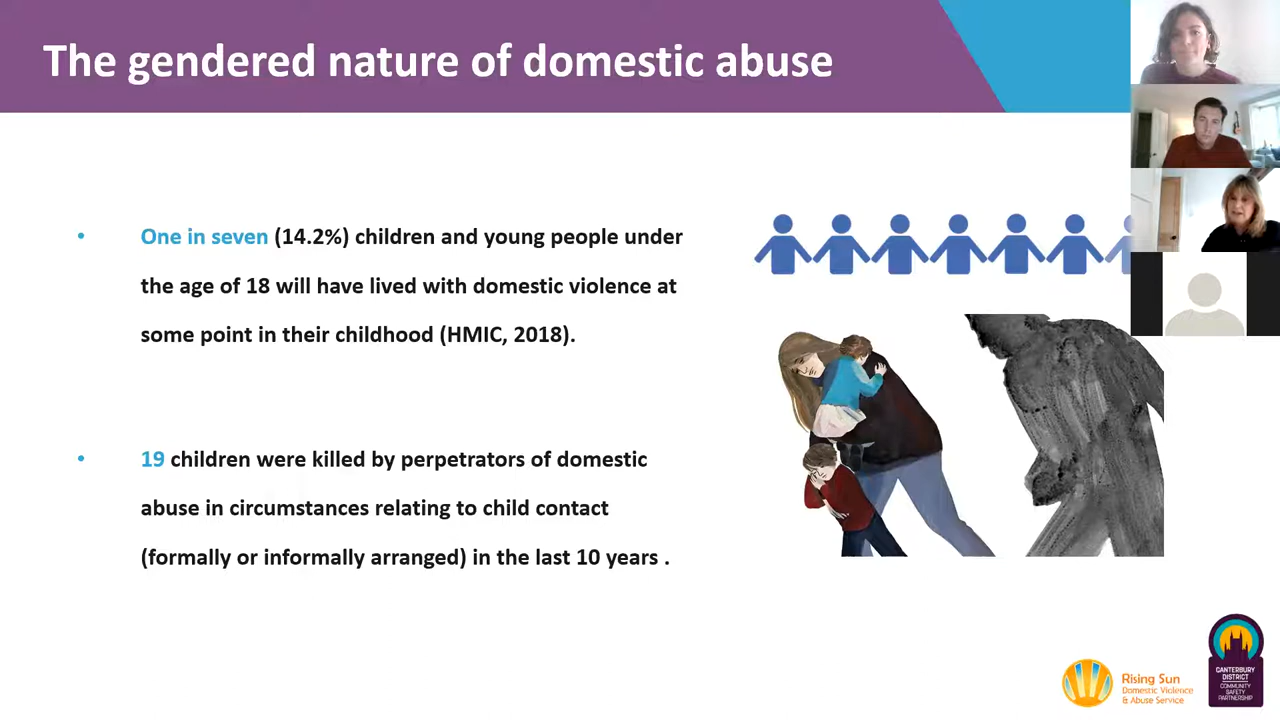 The gendered nature of domestic abuse
• One in seven (14.2%) children and young people under
the age of 18 will have lived with domestic violence at
some point in their childhood (HMIC, 2018).
• 19 children were killed by perpetrators of domestic
abuse in circumstances relating to child contact
(formally or informally arranged) in the last 10 years .
Rising Sun
Domestic Violence
& Abuse Service
CANTERBURY
DISTRICT
COMMUNITY
SAFETY
PARTNERSHIP